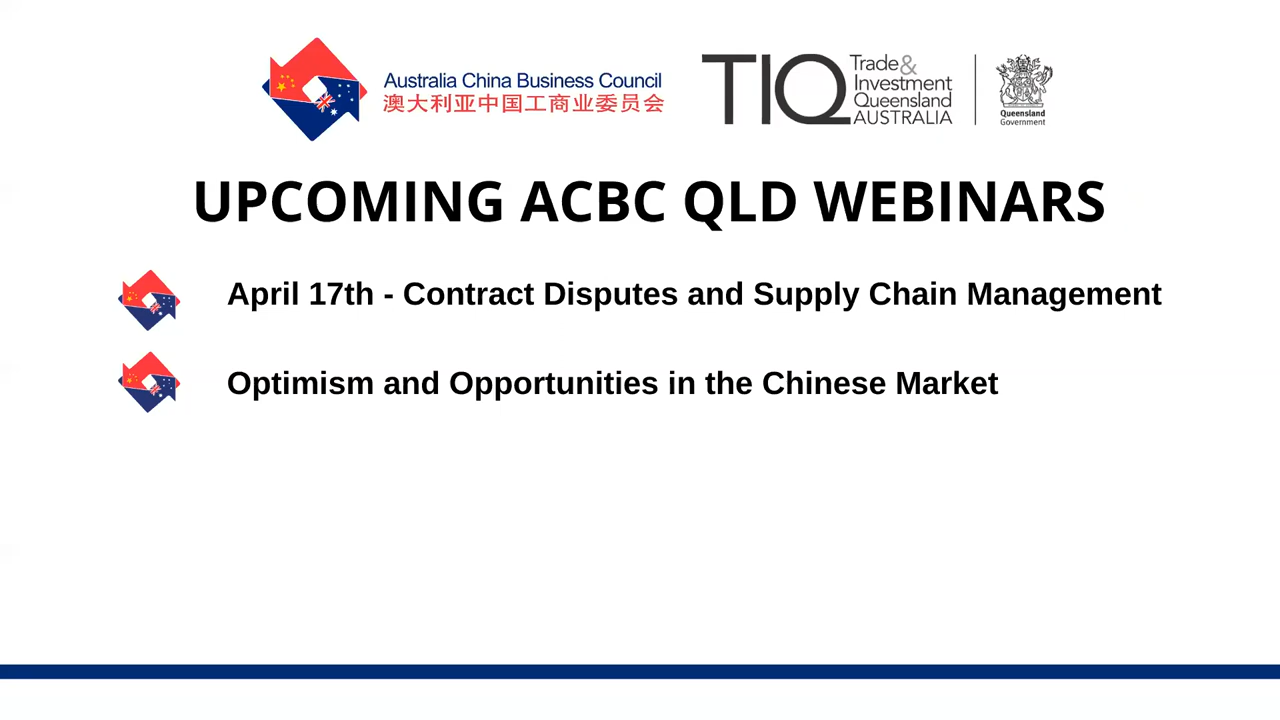 Australia China Business Council
澳大利亚中国工商业委员会
TIQ
Trade&
Investment
Queensland
AUSTRALIA
Queensland
Government
UPCOMING ACBC QLD WEBINARS
April 17th - Contract Disputes and Supply Chain Management
Optimism and Opportunities in the Chinese Market